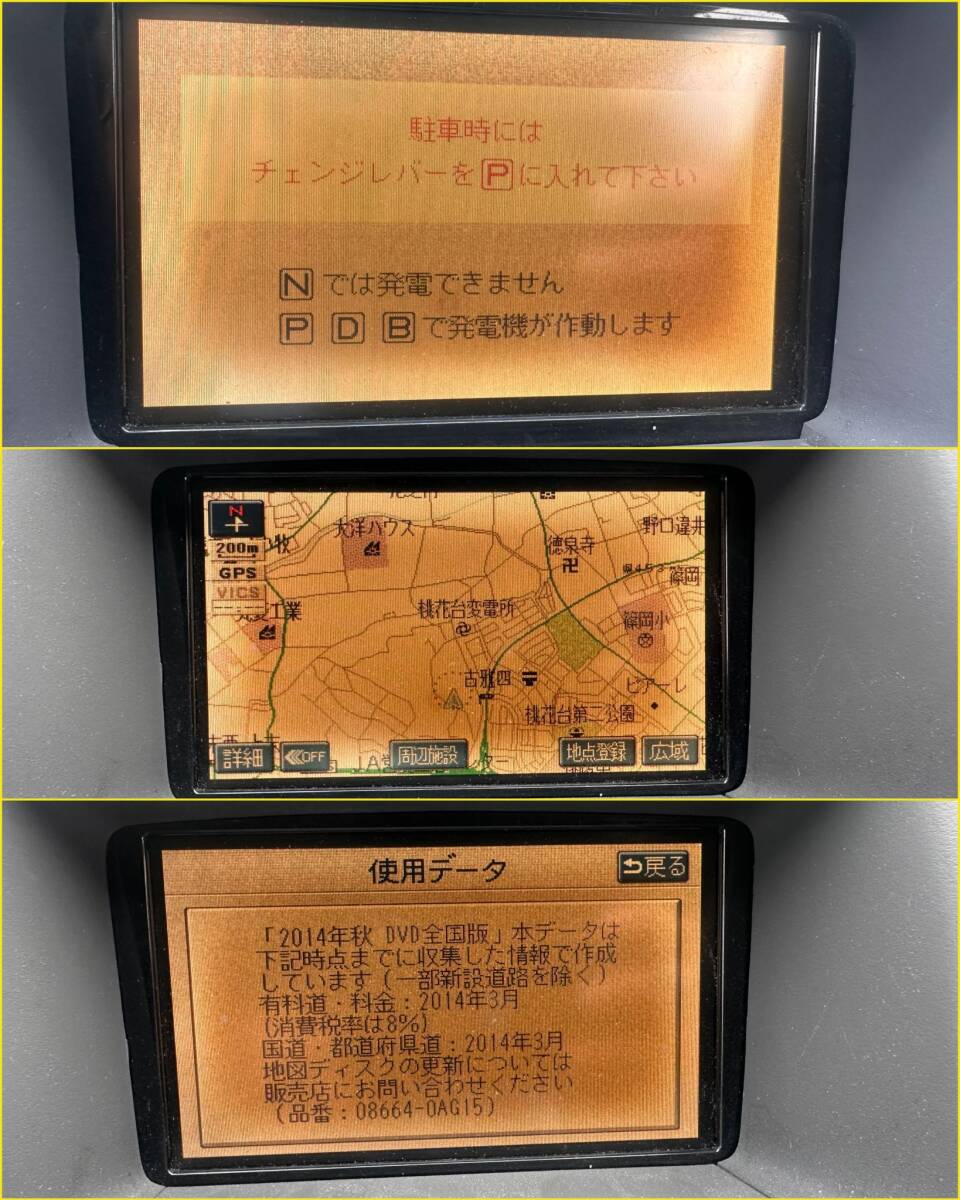 駐車時には
チェンジレバーをPに入れて下さい
Nでは発電できません
P D Bで発電機が作動します
N
大洋ハウス
野口違井
200m
牧
徳泉寺
GPS
県453
篠岡
VICS
工業
桃花台変電所
篠岡小
古雅四
ピアーレ
桃花台第二公園
詳細
≪OFF
周辺施設
地点登録
広域
JA
ター
使用データ
戻る
「2014年秋 DVD全国版」本データは
下記時点までに収集した情報で作成
しています(一部新設道路を除く)
有料道・料金:2014年3月
(消費税率は8%)
国道・都道府県道:2014年3月
地図ディスクの更新については
販売店にお問い合わせください
(品番:08664-0AG15)